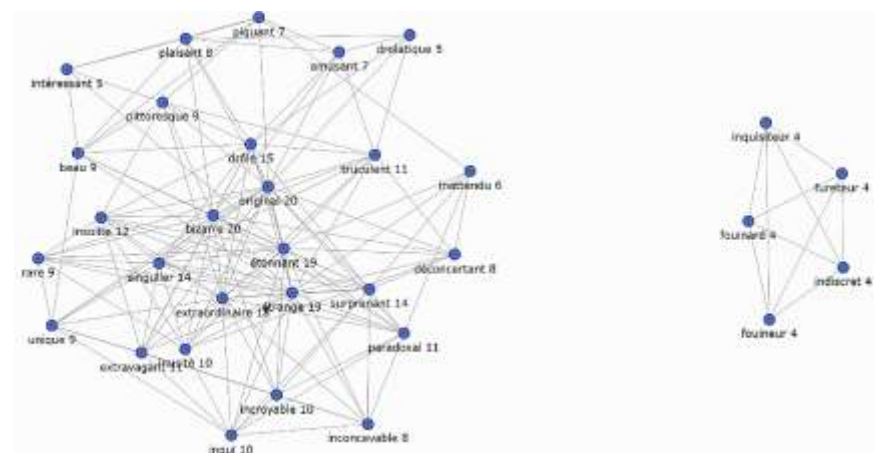 piquant 7
drolatique 5
plaisant 8
amusant 7
intéressant 5
pittoresque 9
inquisiteur 4
drôle 15
beau 9
truculent 11
inattendu 6
fureteur 4
original 20
insolite 12
bizarre 20
fouinard 4
étonnant 19
déconcertant 8
rare 9
singulier 14
indiscret 4
étrange 19
surprenant 14
extraordinaire
unique 9
paradoxal 11
fouineur 4
extravagant 11
inusité 10
incroyable 10
inconcevable 8
inouï 10